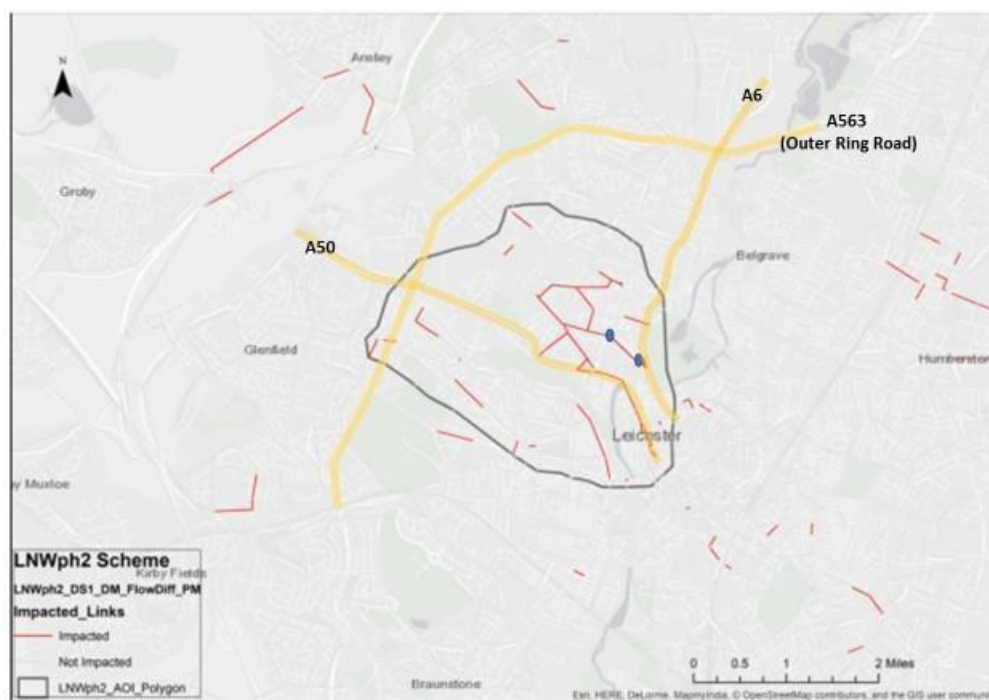 N
Anstey
A6
A563
(Outer Ring Road)
Groby
A50
Belgrave
Glenfield
Humberston
Leicester
y Muxloe
LNWph2 Scheme
Kirby Fields
LNWph2_DS1_DM_FlowDiff_PM
Impacted_Links
Impacted
Not Impacted
LNWph2_AOI_Polygon
0 0.5 1 2 Miles
Braunstone
Esri, HERE, DeLorme, MapmyIndia, © OpenStreetMap contributors, and the GIS user commun